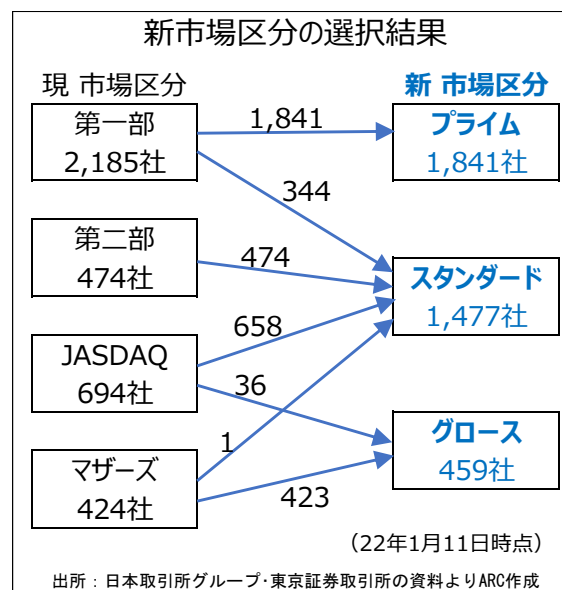 新市場区分の選択結果
現 市場区分
新 市場区分
第一部
2,185社
1,841
プライム
1,841社
344
第二部
474社
474
スタンダード
1,477社
JASDAQ
694社
658
36
グロース
459社
マザーズ
424社
1
423
（22年1月11日時点）
出所：日本取引所グループ･東京証券取引所の資料よりARC作成